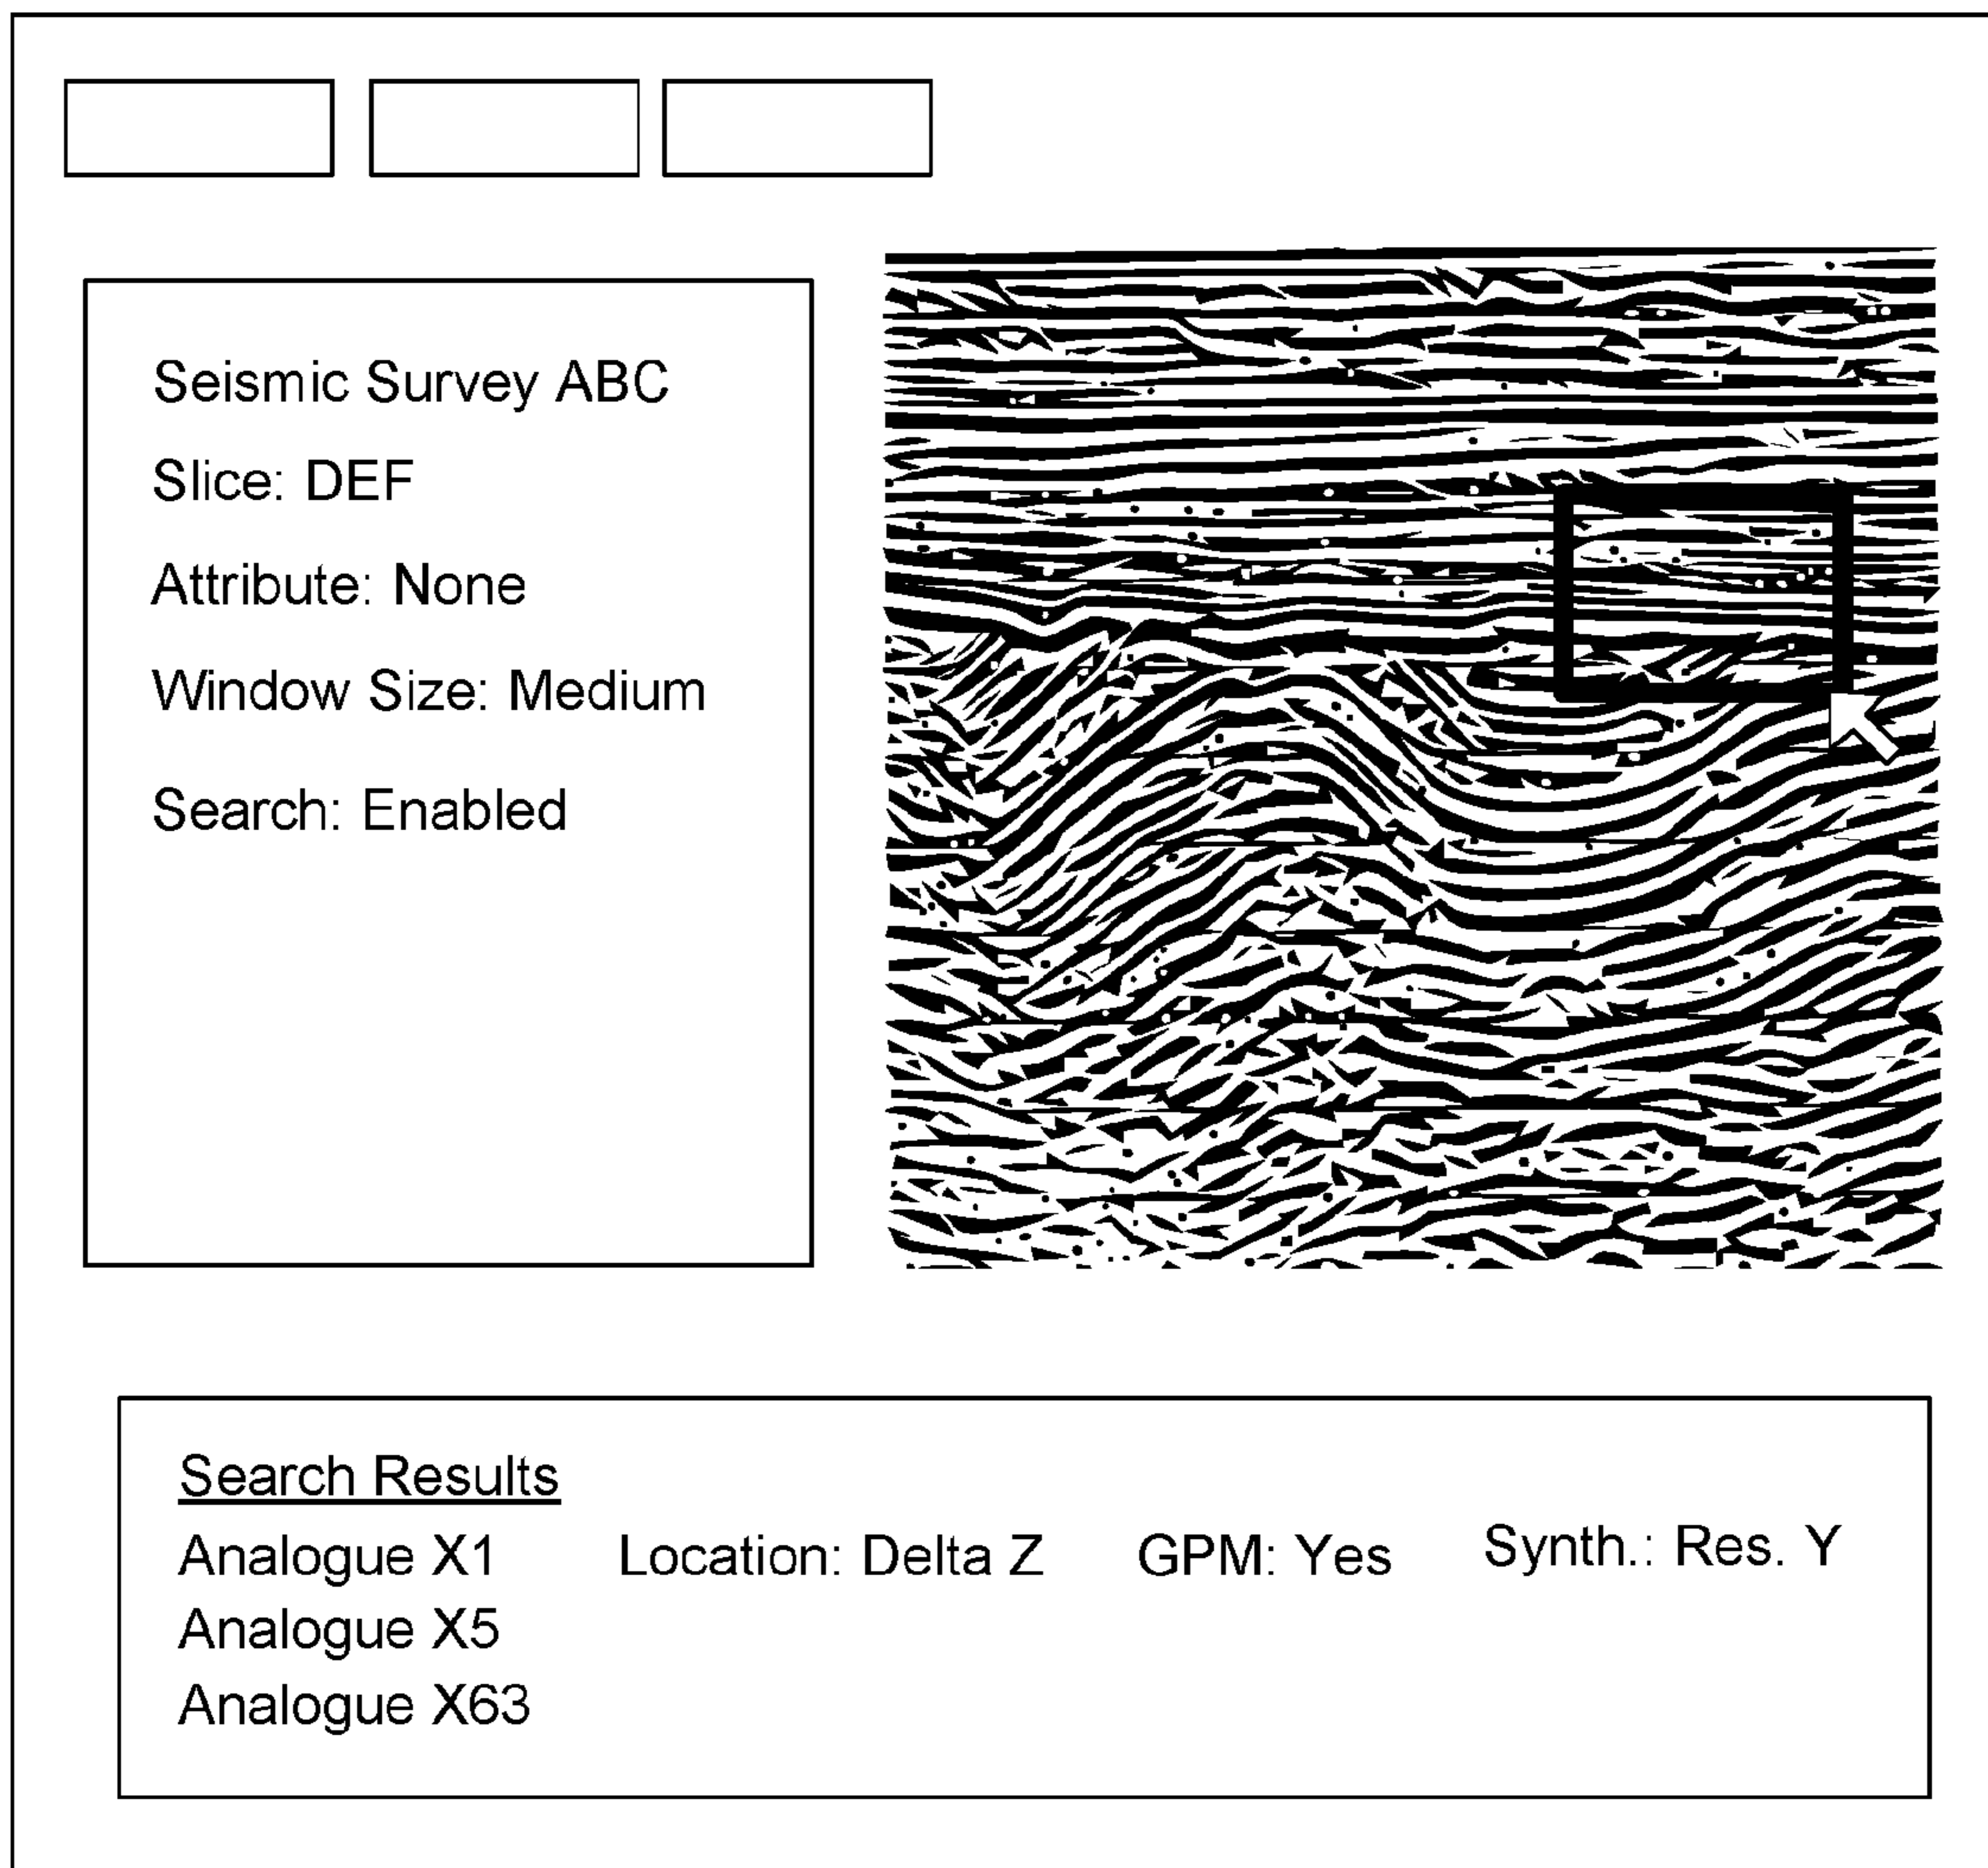 Seismic Survey ABC
Slice: DEF
Attribute: None
Window Size: Medium
Search: Enabled
Search Results
Analogue X1 Location: Delta Z GPM: Yes Synth.: Res. Y
Analogue X5
Analogue X63